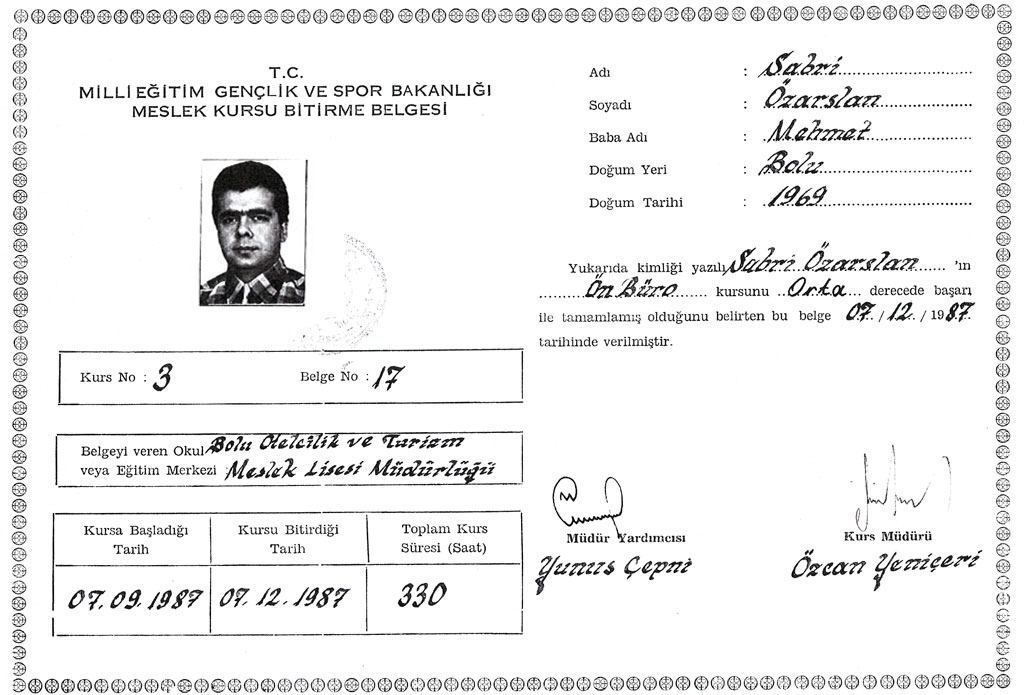 T.C.
MİLLİ EĞİTİM GENÇLİK VE SPOR BAKANLIĞI
MESLEK KURSU BİTİRME BELGESİ
Kurs No : 3 Belge No : 17
Belgeyi veren Okul Bolu Otelcilik ve Turizm
veya Eğitim Merkezi Meslek Lisesi Müdürlüğü
Kursa Başladığı Tarih
Kursu Bitirdiği Tarih
Toplam Kurs Süresi (Saat)
07.09.1987 07.12.1987 330
Adı : Sabri
Soyadı : Özarslan
Baba Adı : Mehmet
Doğum Yeri : Bolu
Doğum Tarihi : 1969
Yukarıda kimliği yazılı Sabri Özarslan 'ın
Ön Büro kursunu Orta derecede başarı
ile tamamlamış olduğunu belirten bu belge 07 / 12 / 1987
tarihinde verilmiştir.
Müdür Yardımcısı
Yunus Çepni
Kurs Müdürü
Özcan Yeniçeri